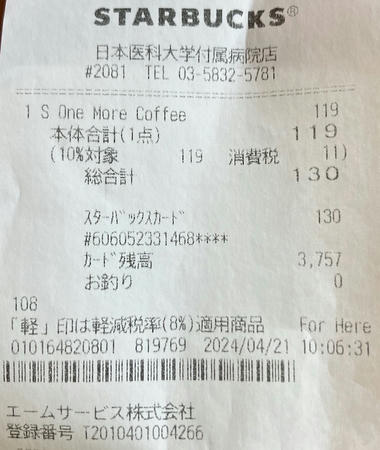 STARBUCKS®
日本医科大学付属病院店
#2081 TEL 03-5832-5781
1 S One More Coffee 119
本体合計(1点) 119
(10%対象 119 消費税 11)
総合計 130
ｽﾀｰﾊﾞｯｸｽｶｰﾄﾞ 130
#606052331468****
ｶｰﾄﾞ残高 3,757
お釣り 0
108
「軽」印は軽減税率(8%)適用商品 For Here
010164820801 819769 2024/04/21 10:06:31
エームサービス株式会社
登録番号 T2010401004266